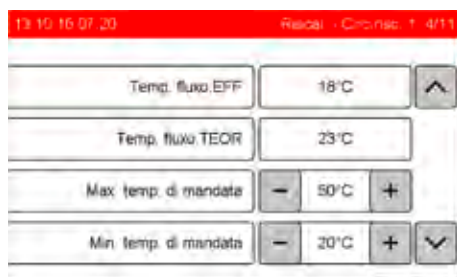 13:10 16.07.20 Riscal - Circ.risc. 1 4/11
Temp. fluxo EFF 18°C
Temp. fluxo TEOR 23°C
Max temp. di mandata − 50°C +
Min. temp. di mandata − 20°C +